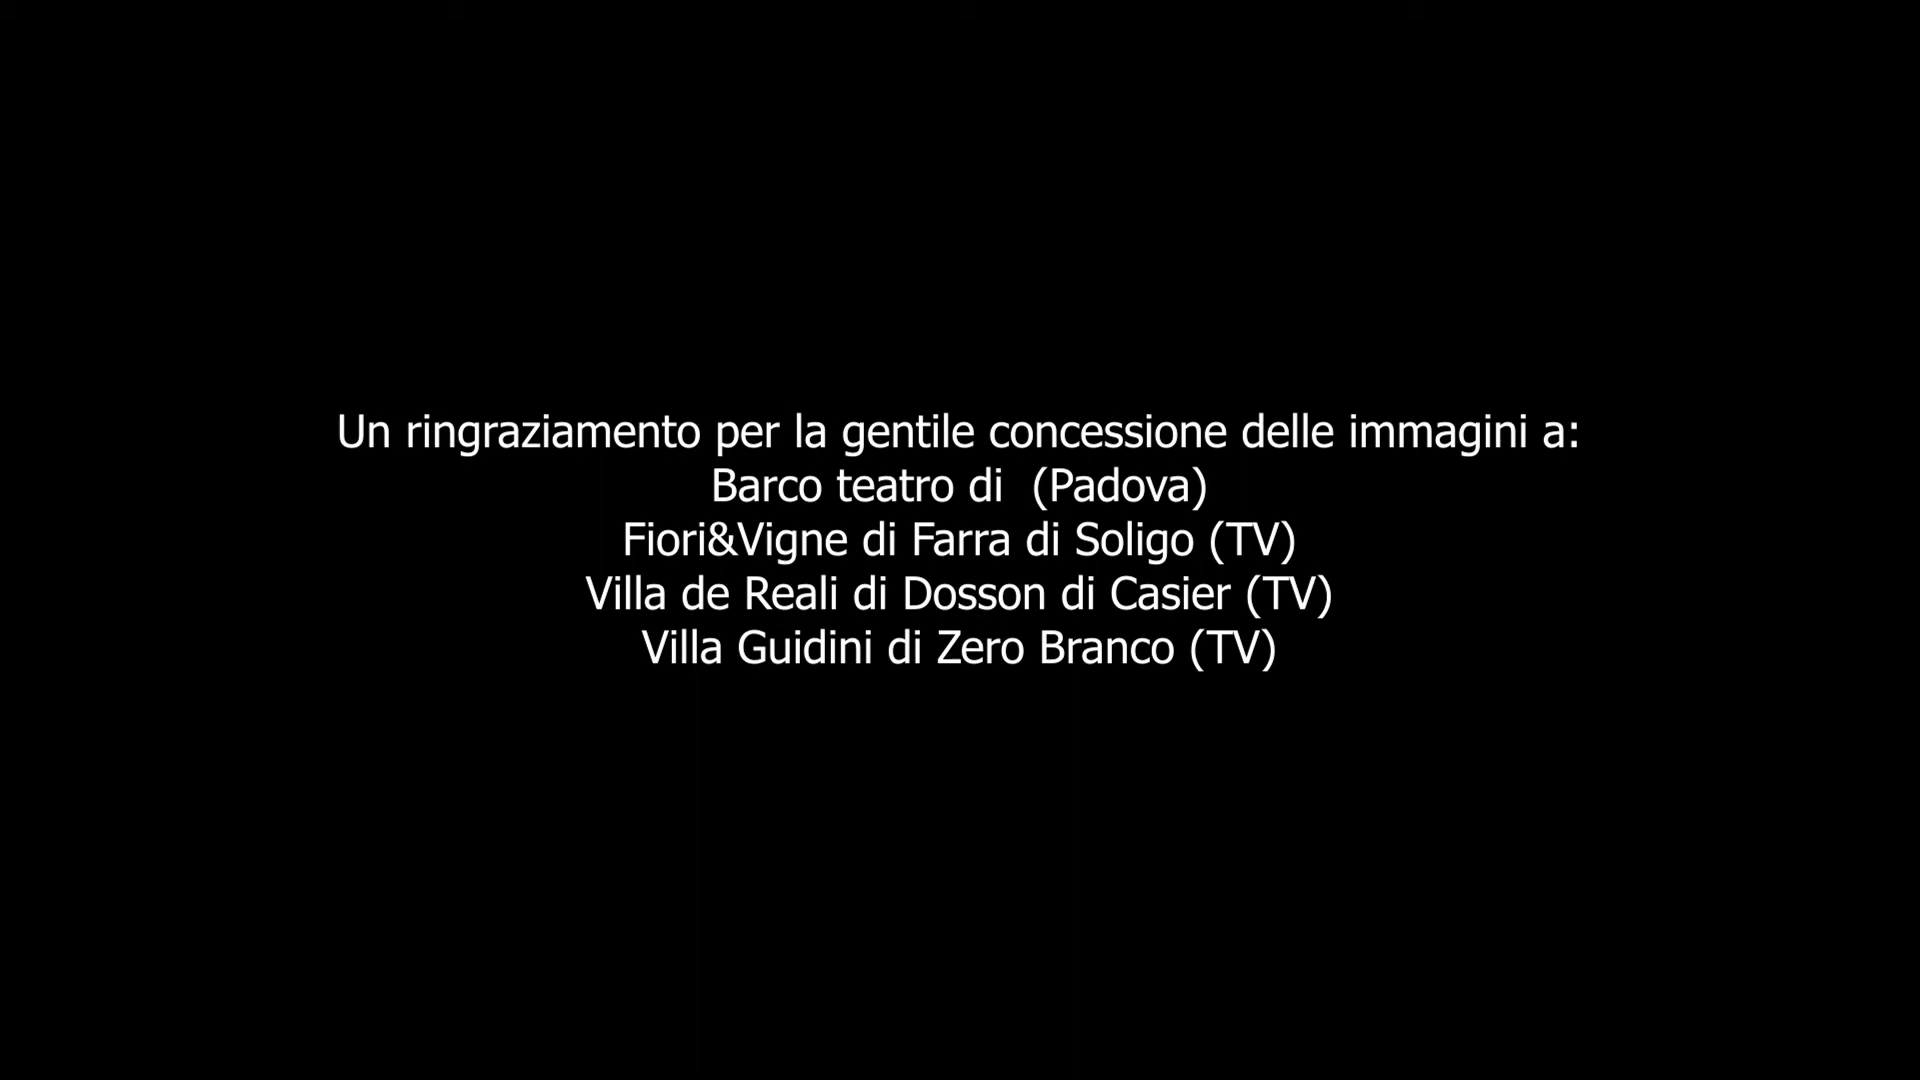 Un ringraziamento per la gentile concessione delle immagini a:
Barco teatro di  (Padova)
Fiori&Vigne di Farra di Soligo (TV)
Villa de Reali di Dosson di Casier (TV)
Villa Guidini di Zero Branco (TV)